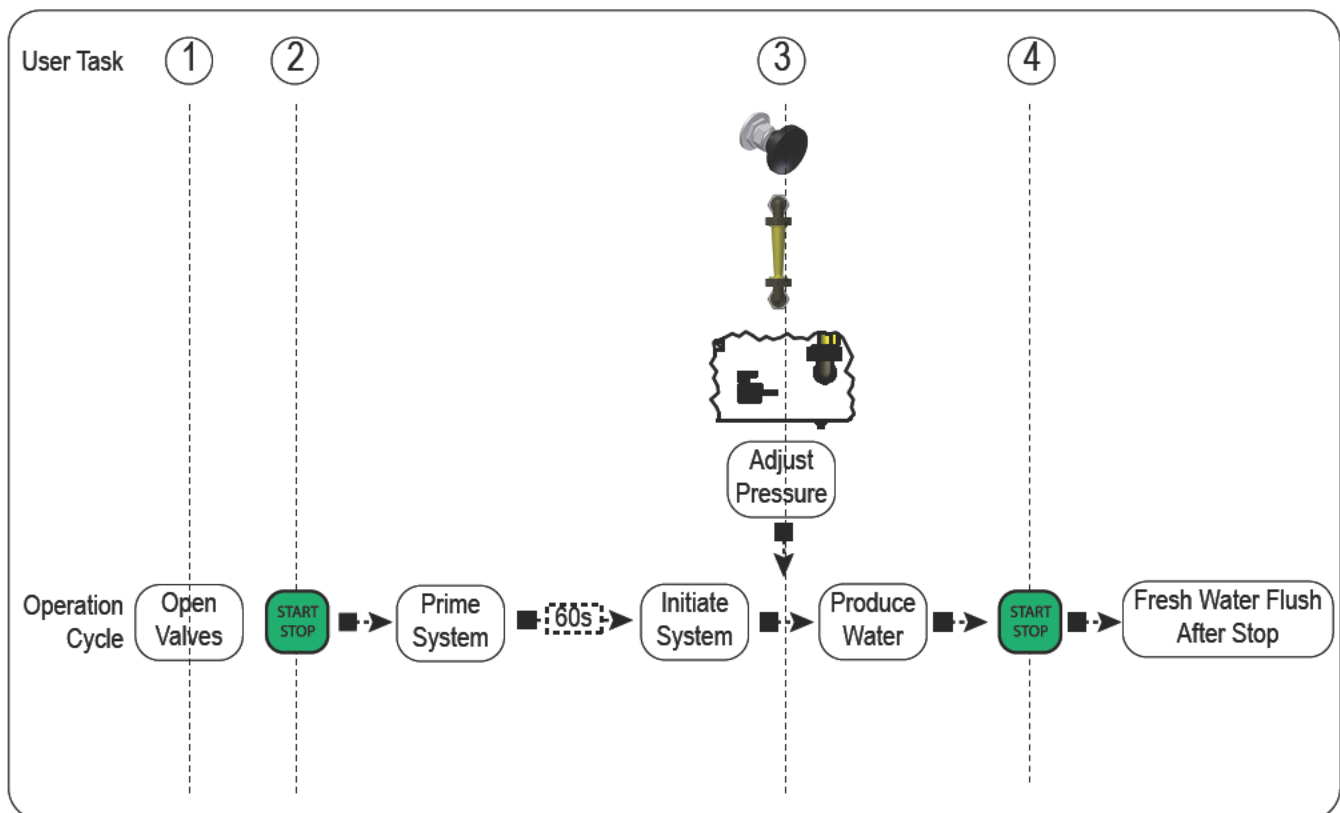 User Task
1
2
3
4
Adjust
Pressure
Operation
Cycle
Open
Valves
START
STOP
Prime
System
60s
Initiate
System
Produce
Water
START
STOP
Fresh Water Flush
After Stop